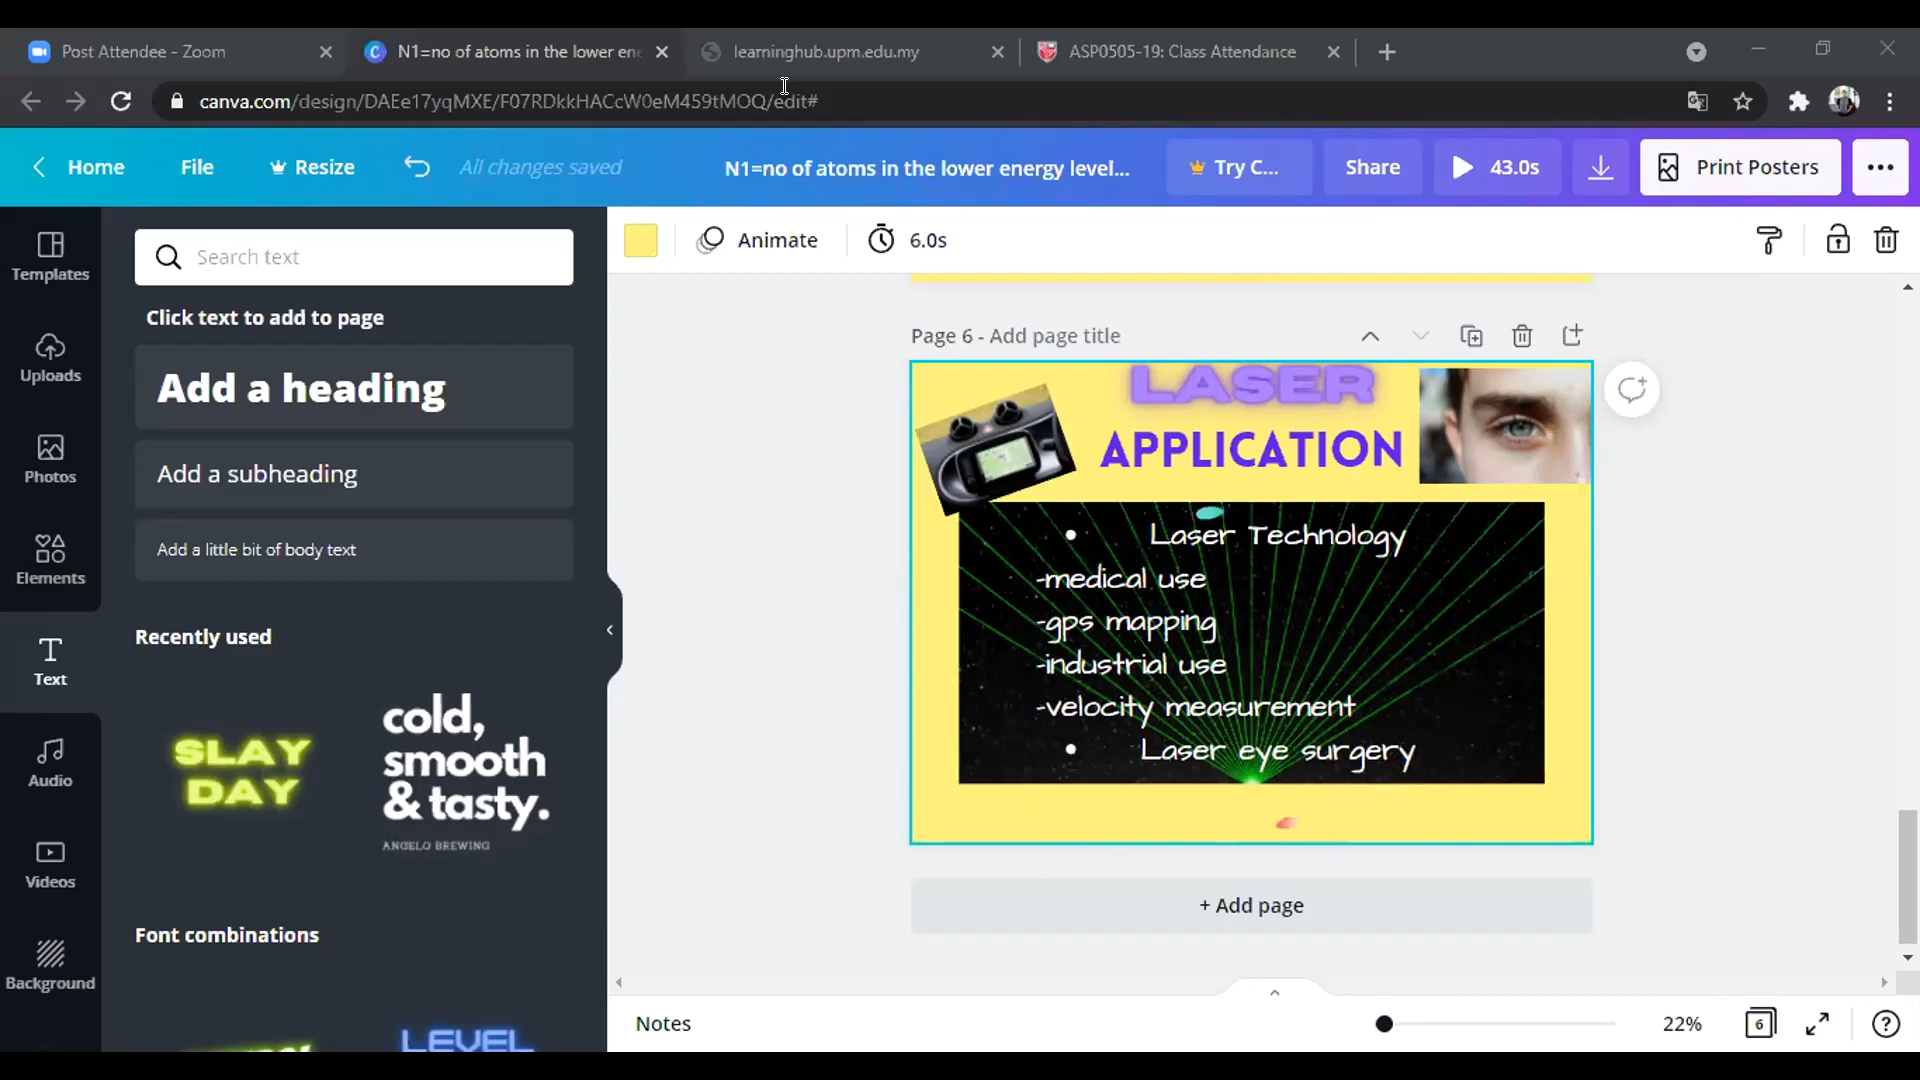 Post Attendee - Zoom
N1=no of atoms in the lower ene
learninghub.upm.edu.my
ASP0505-19: Class Attendance
canva.com/design/DAEe17yqMXE/F07RDkkHACcW0eM459tMOQ/edit#
Home
File
Resize
All changes saved
N1=no of atoms in the lower energy level...
Try C...
Share
43.0s
Print Posters
Templates
Uploads
Photos
Elements
Text
Audio
Videos
Background
Search text
Click text to add to page
Add a heading
Add a subheading
Add a little bit of body text
Recently used
SLAY
DAY
cold,
smooth
& tasty.
ANGELO BREWING
Font combinations
LEVEL
Animate
6.0s
Page 6 - Add page title
LASER
APPLICATION
• Laser Technology
-medical use
-gps mapping
-industrial use
-velocity measurement
• Laser eye surgery
+ Add page
Notes
22%
6